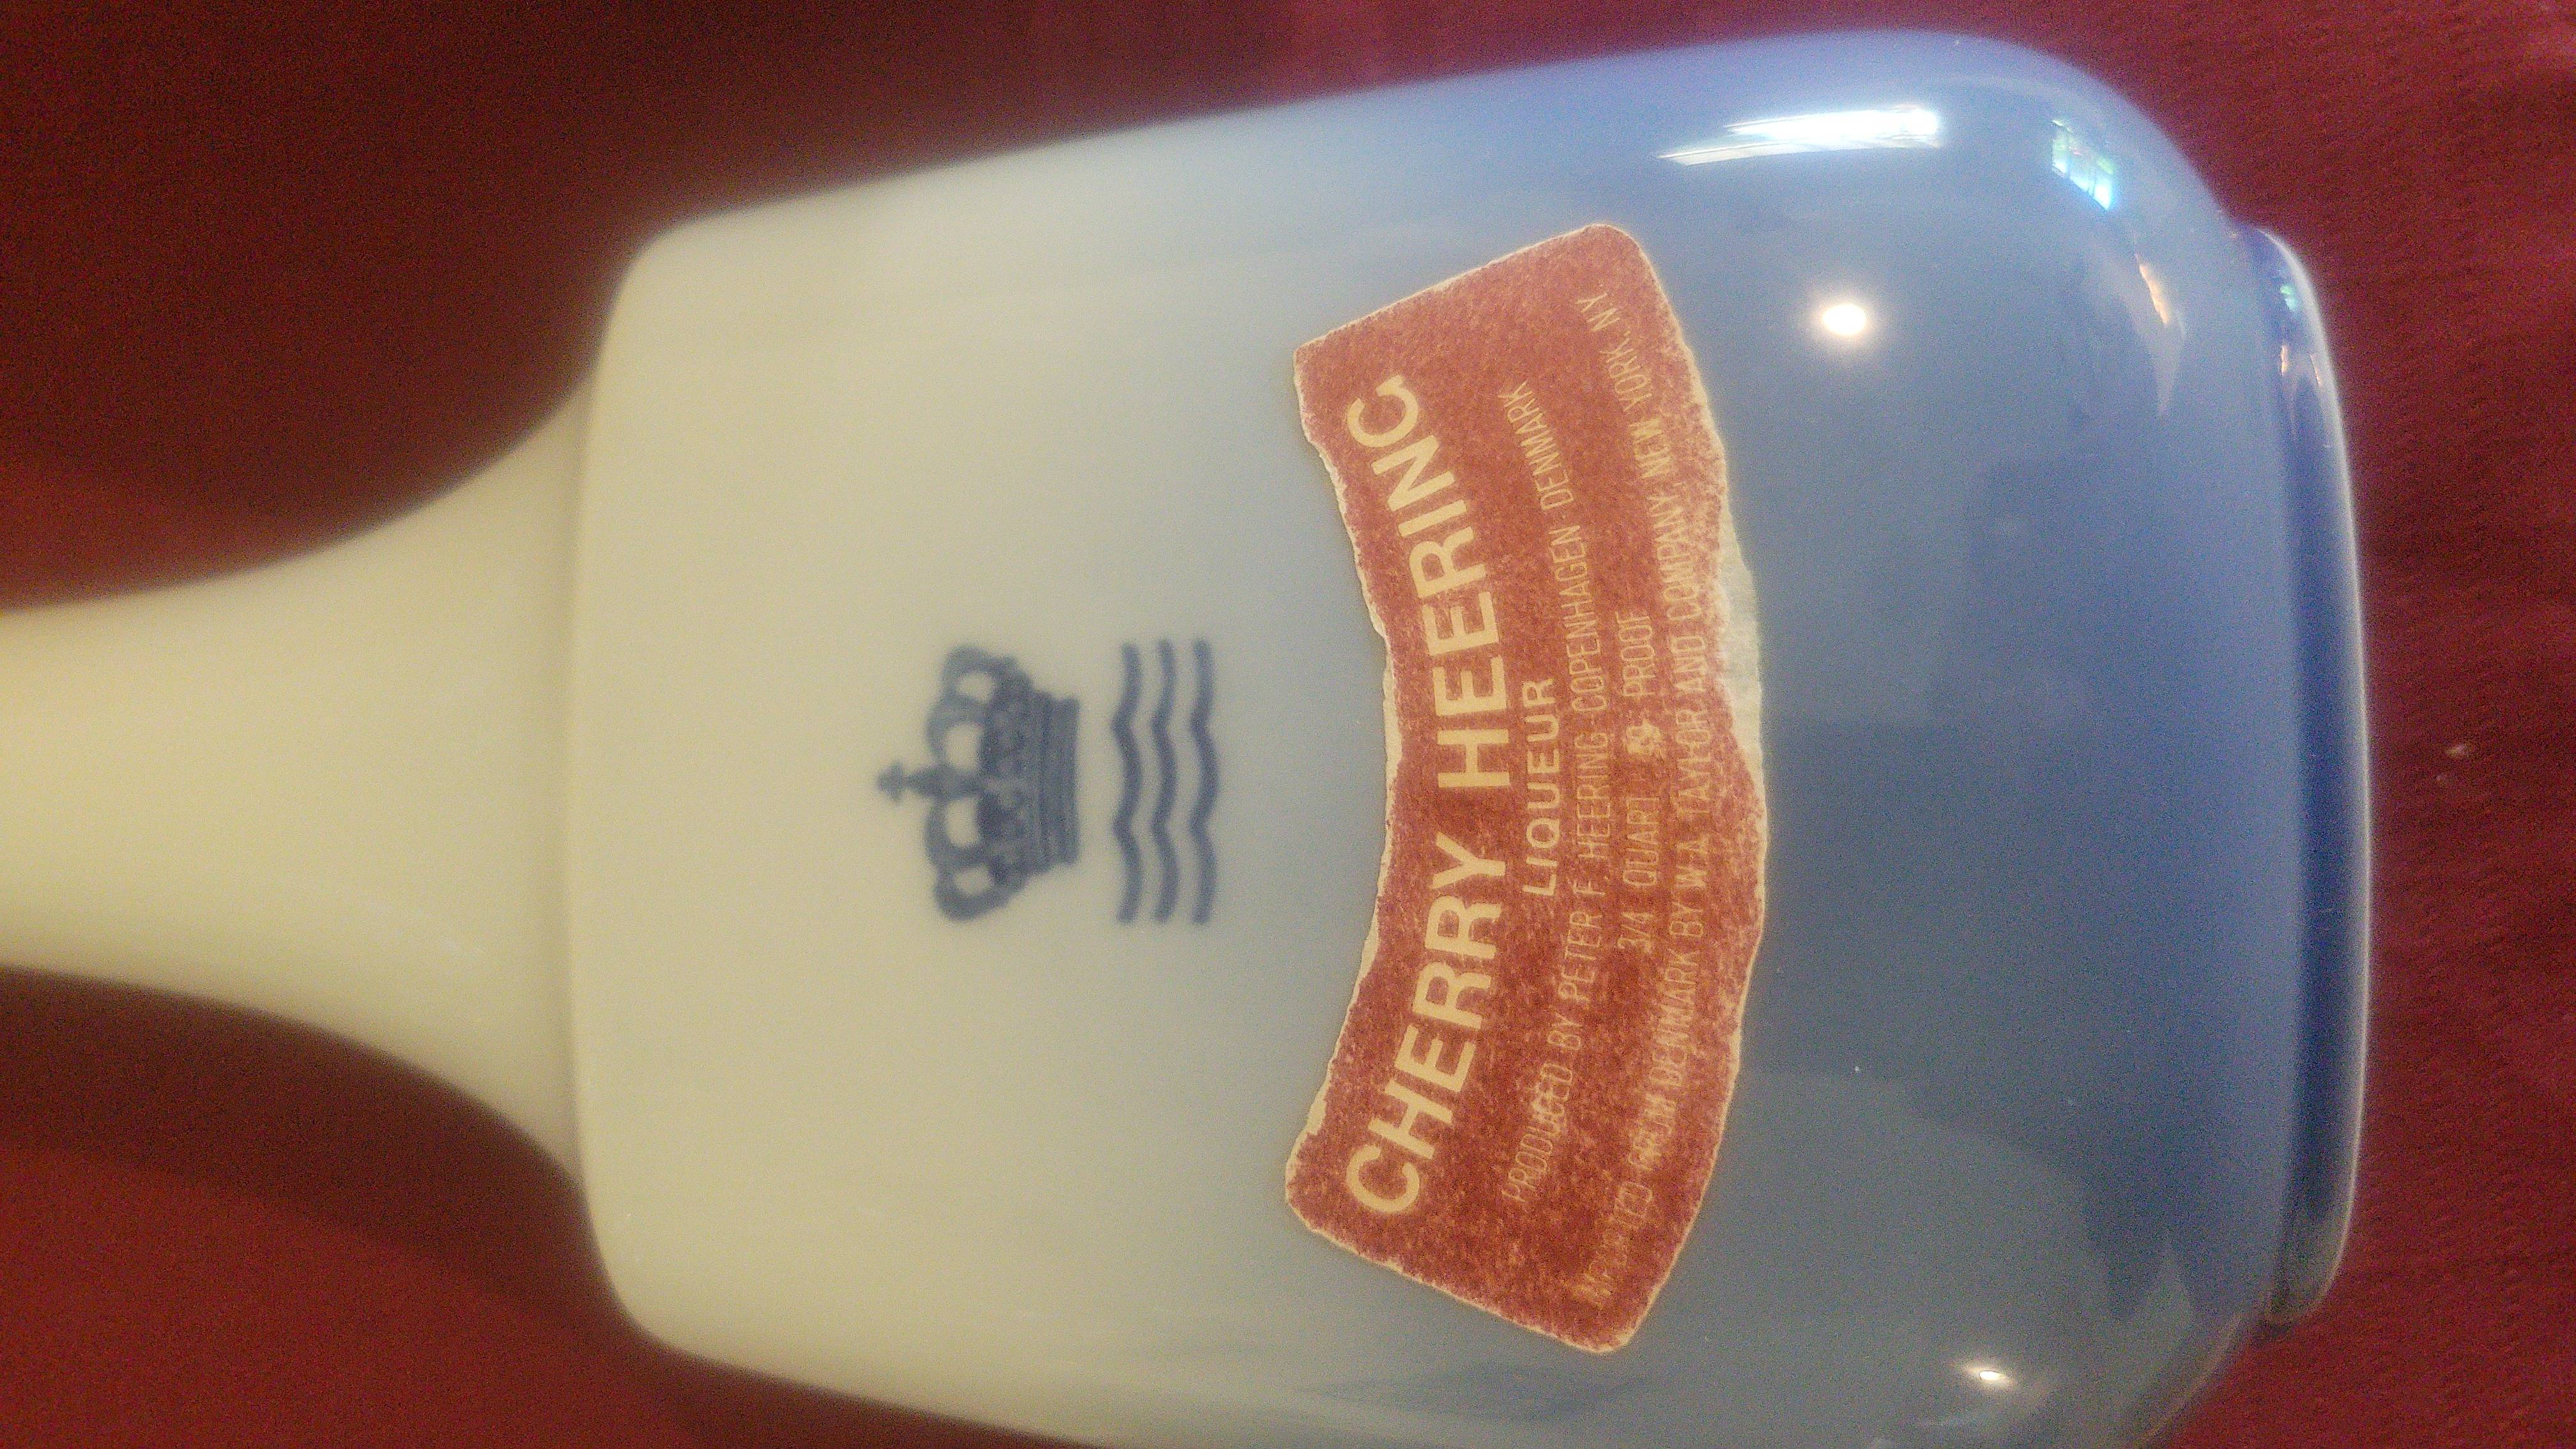 CHERRY HEERING
LIQUEUR
PRODUCED BY PETER F. HEERING · COPENHAGEN · DENMARK
3/4 QUART PROOF
IMPORTED FROM DENMARK BY W.A. TAYLOR AND COMPANY, NEW YORK, NY